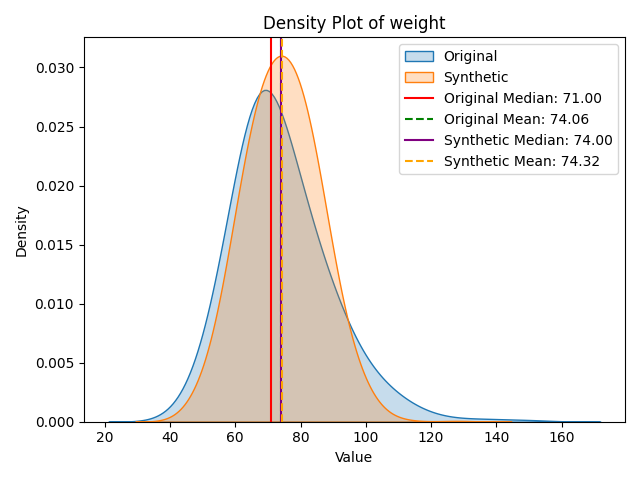 Density Plot of weight
Original
Synthetic
Original Median: 71.00
Original Mean: 74.06
Synthetic Median: 74.00
Synthetic Mean: 74.32
0.030
0.025
0.020
0.015
0.010
0.005
0.000
Density
20 40 60 80 100 120 140 160
Value